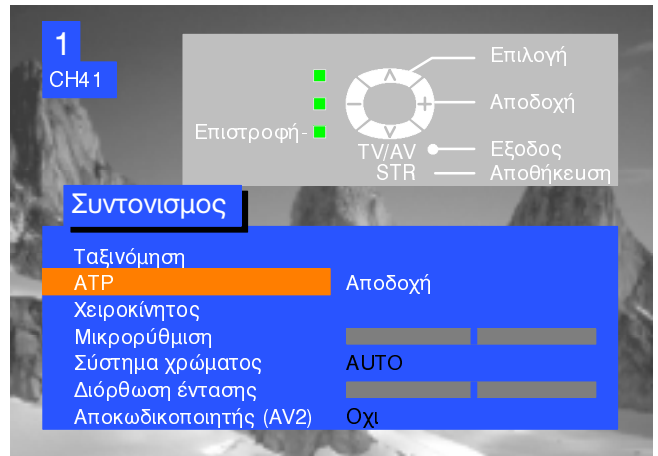 1
CH41
Επιλογή
Αποδοχή
Επιστροφή-
TV/AV Εξοδος
STR Αποθήκευση
Συντονισμος
Ταξινόμηση
ATP Αποδοχή
Χειροκίνητος
Μικρορύθμιση
Σύστημα χρώματος AUTO
Διόρθωση έντασης
Αποκωδικοποιητής (AV2) Οχι